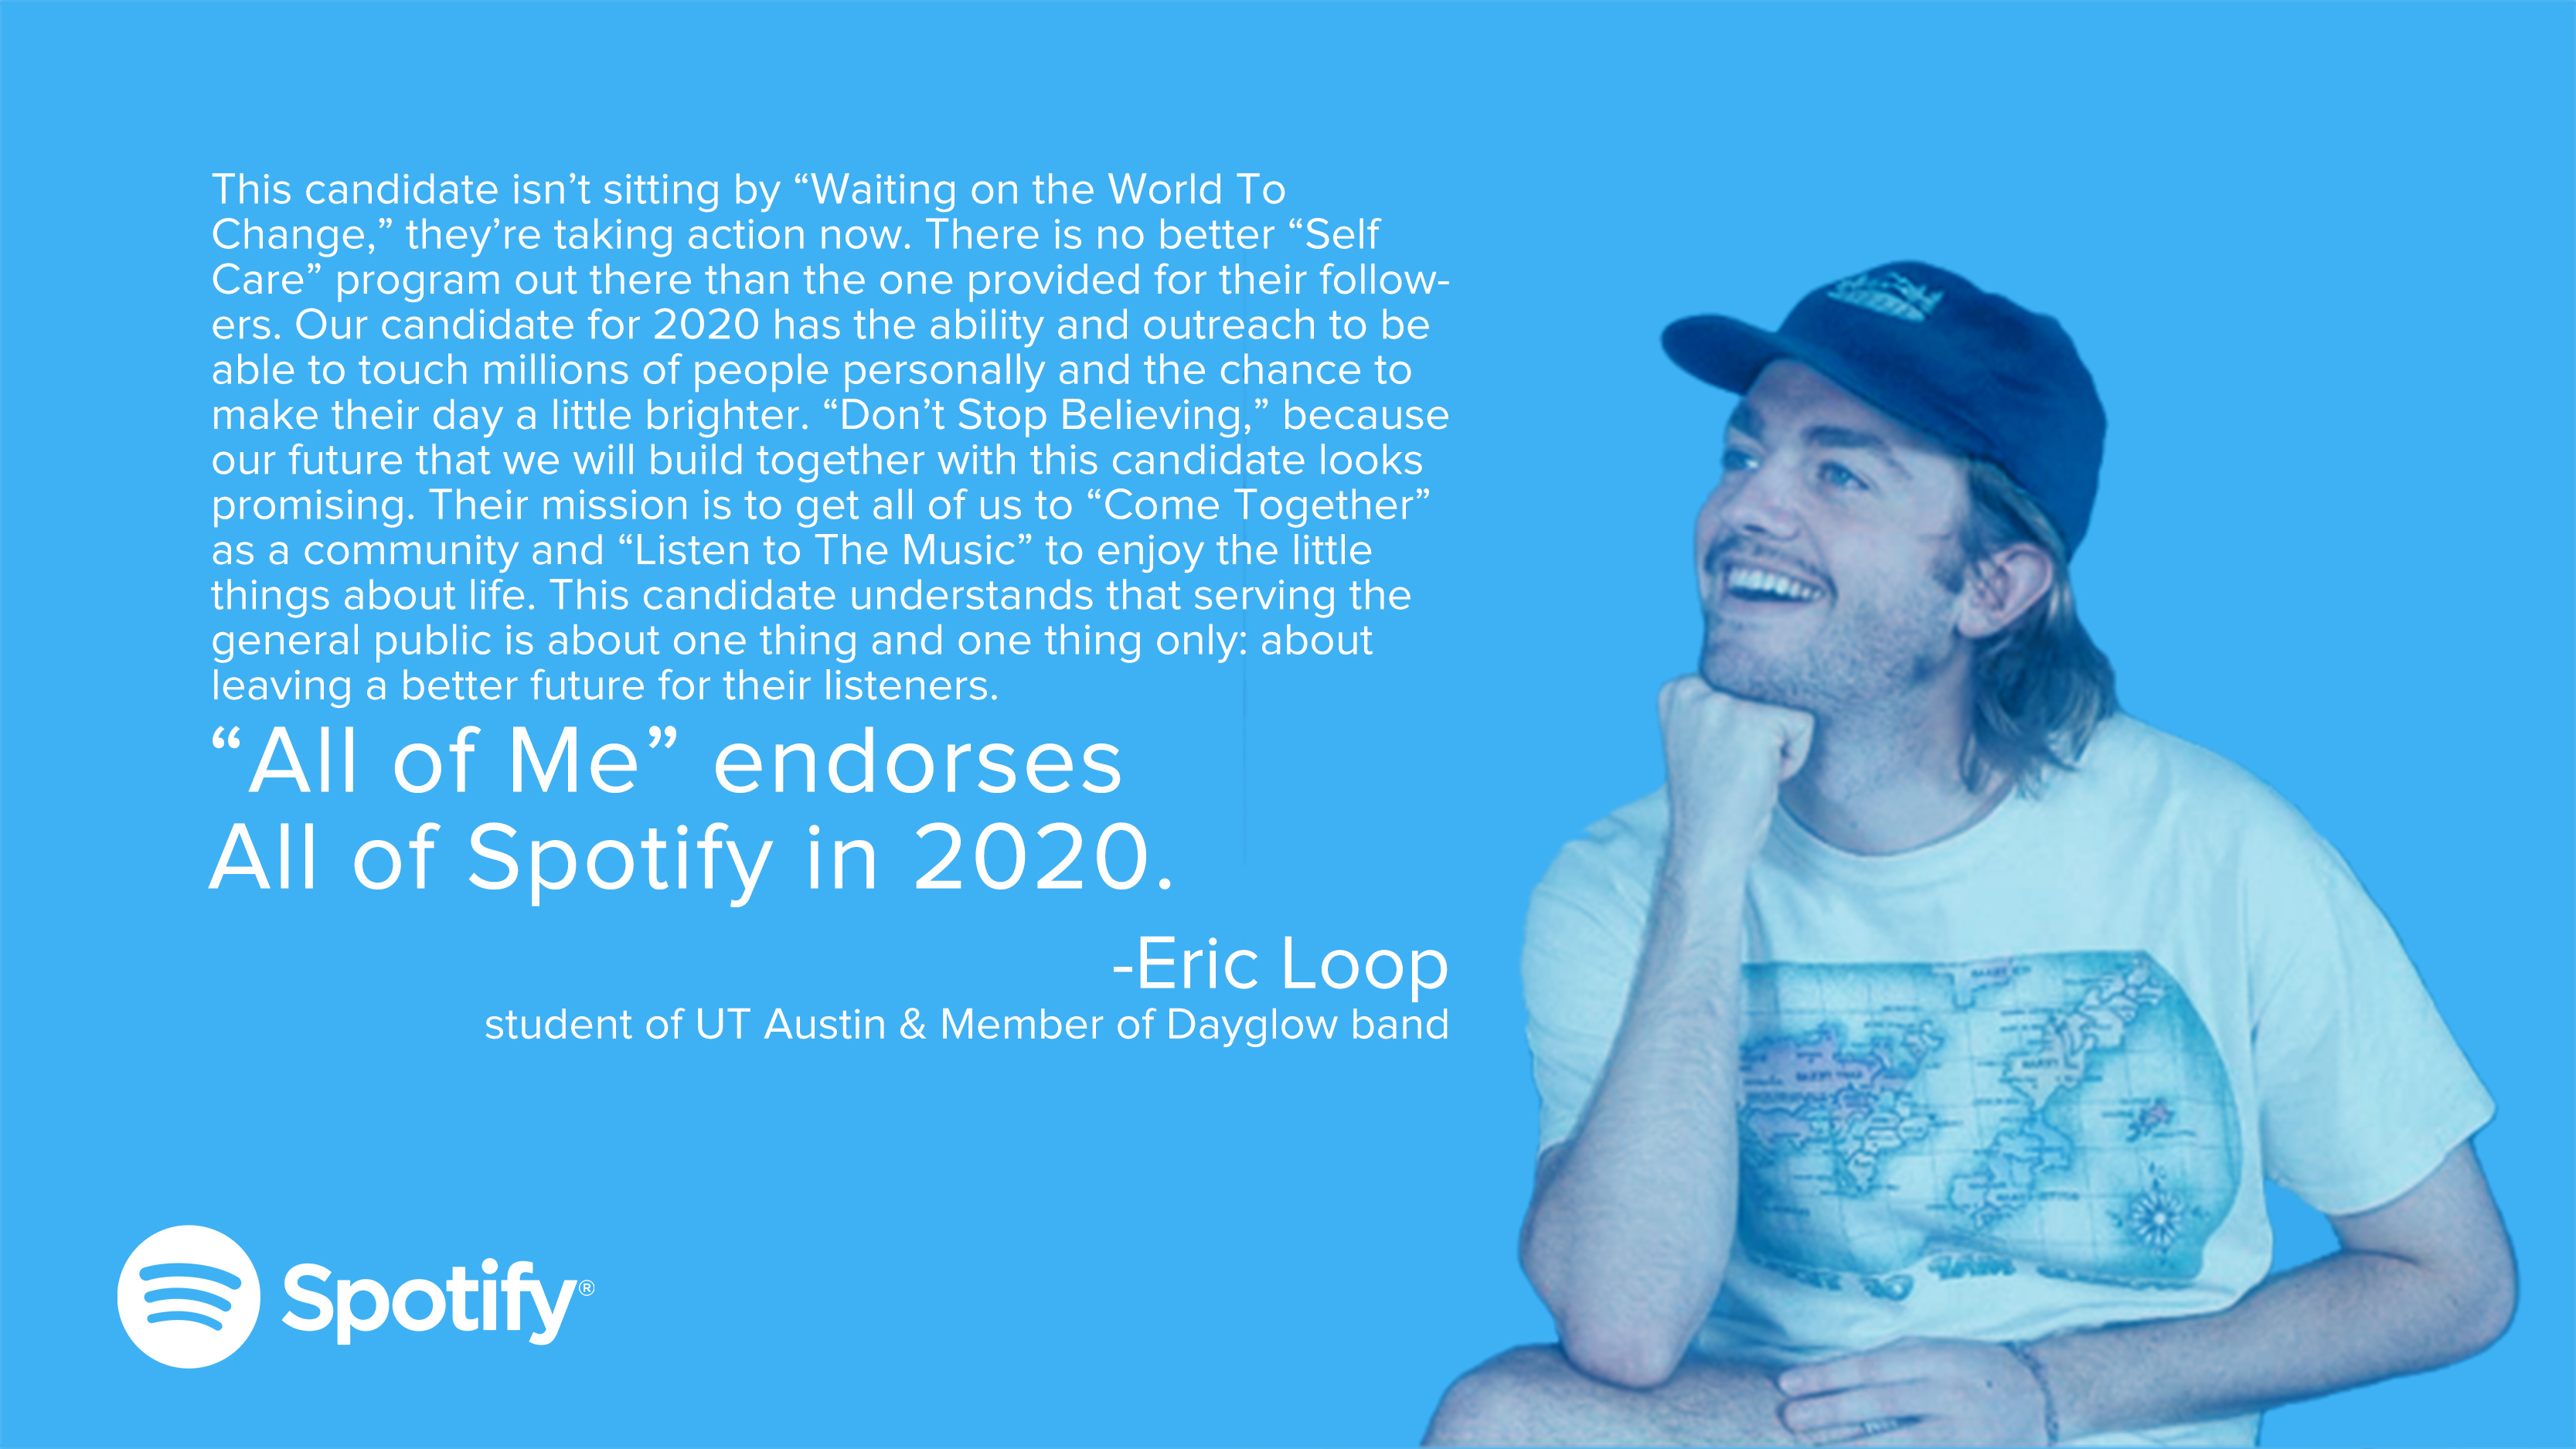 This candidate isn’t sitting by “Waiting on the World To
Change,” they’re taking action now. There is no better “Self
Care” program out there than the one provided for their follow-
ers. Our candidate for 2020 has the ability and outreach to be
able to touch millions of people personally and the chance to
make their day a little brighter. “Don’t Stop Believing,” because
our future that we will build together with this candidate looks
promising. Their mission is to get all of us to “Come Together”
as a community and “Listen to The Music” to enjoy the little
things about life. This candidate understands that serving the
general public is about one thing and one thing only: about
leaving a better future for their listeners.
“All of Me” endorses
All of Spotify in 2020.
-Eric Loop
student of UT Austin & Member of Dayglow band
Spotify®